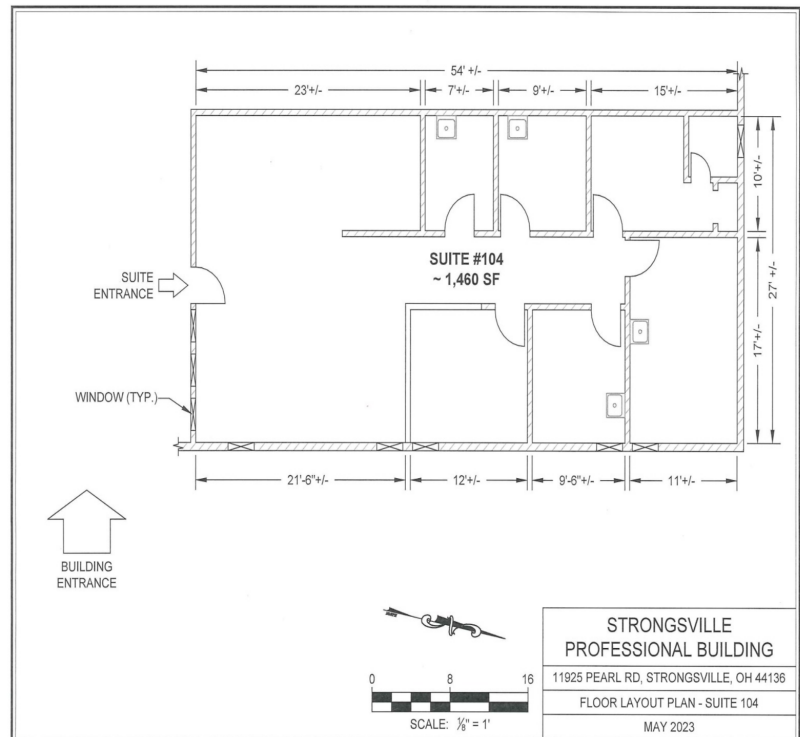 54' +/-
23'+/-
7'+/-
9'+/-
15'+/-
10'+/-
27' +/-
17'+/-
SUITE #104
~ 1,460 SF
SUITE
ENTRANCE
WINDOW (TYP.)
21'-6"+/-
12'+/-
9'-6"+/-
11'+/-
BUILDING
ENTRANCE
0 8 16
SCALE: ⅛" = 1'
STRONGSVILLE
PROFESSIONAL BUILDING
11925 PEARL RD, STRONGSVILLE, OH 44136
FLOOR LAYOUT PLAN - SUITE 104
MAY 2023